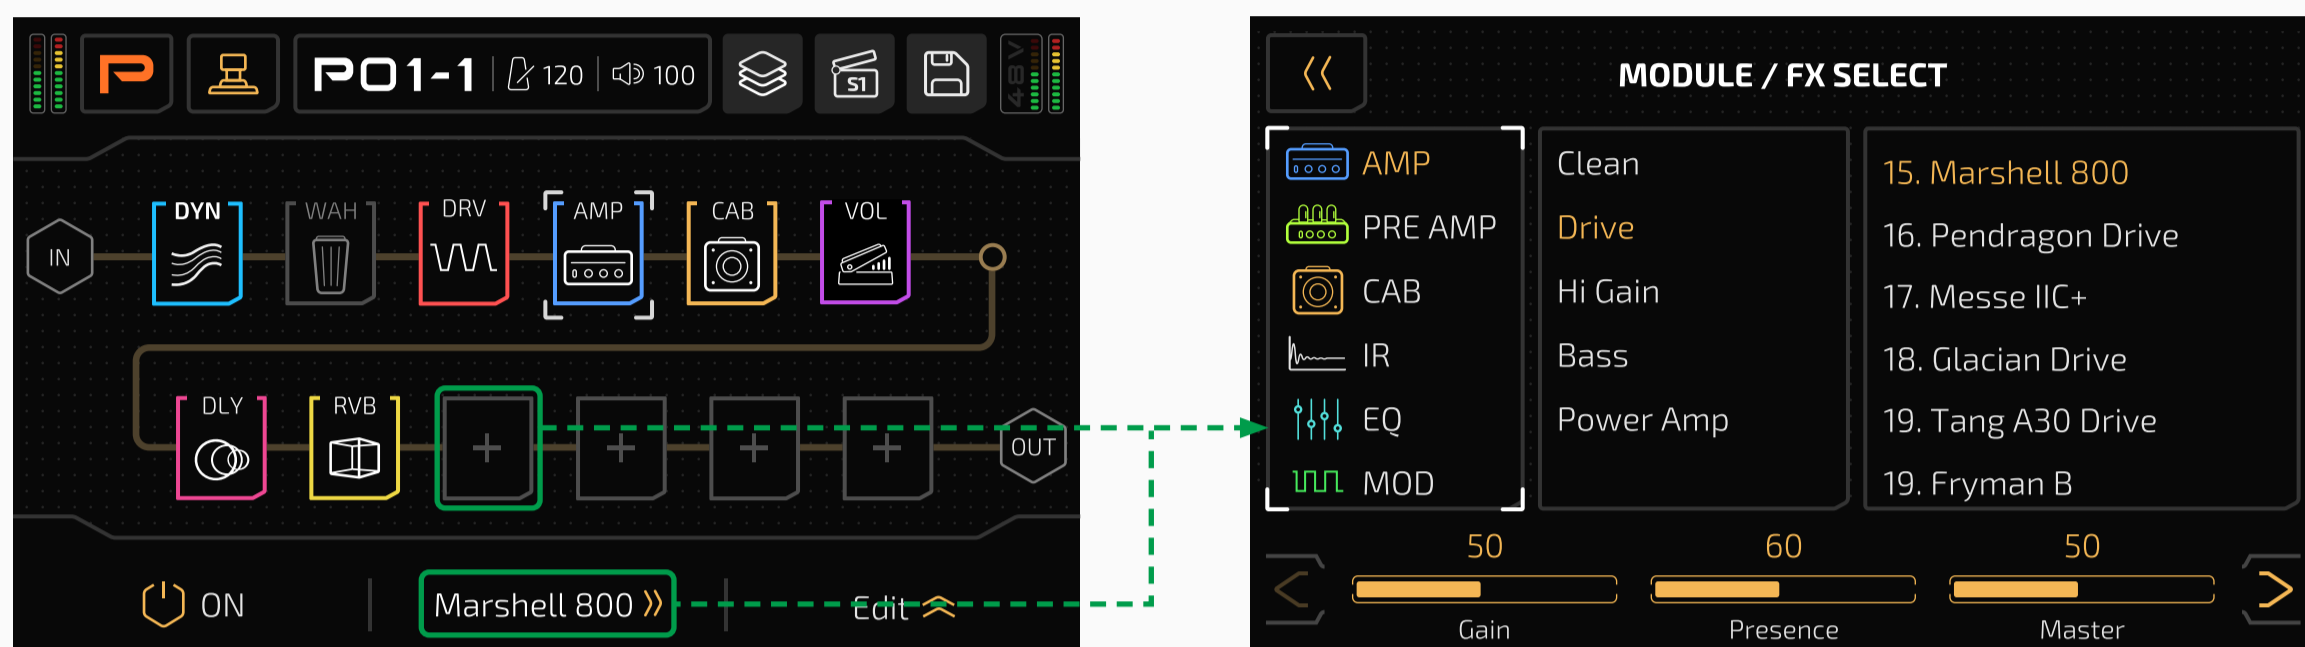 P01-1
120
100
S1
48V
IN
DYN
WAH
DRV
AMP
CAB
VOL
DLY
RVB
OUT
ON
Marshell 800
Edit
MODULE / FX SELECT
AMP
PRE AMP
CAB
IR
EQ
MOD
Clean
Drive
Hi Gain
Bass
Power Amp
15. Marshell 800
16. Pendragon Drive
17. Messe IIC+
18. Glacian Drive
19. Tang A30 Drive
19. Fryman B
50
60
50
Gain
Presence
Master